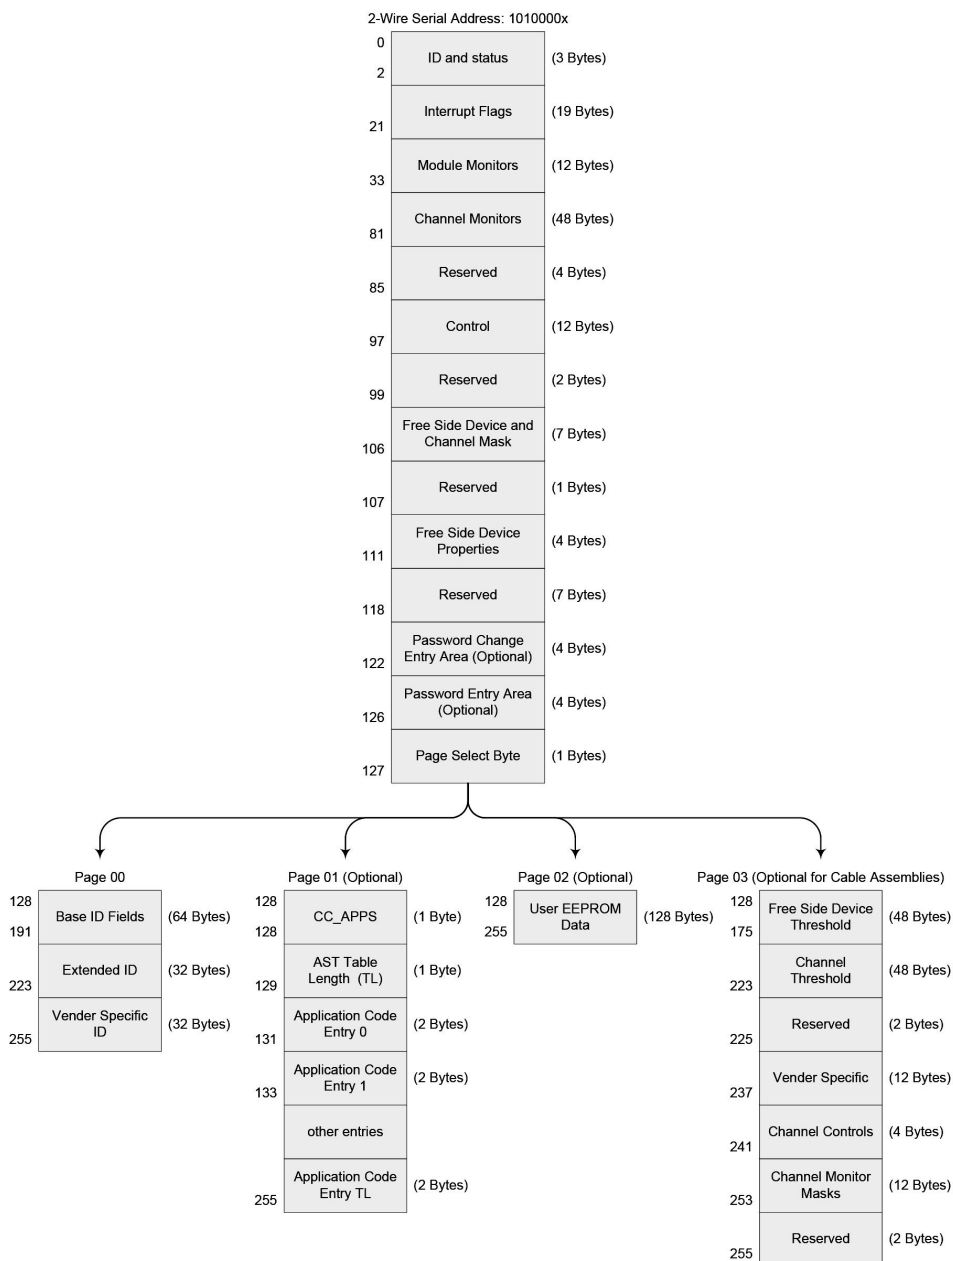 2-Wire Serial Address: 1010000x
0
ID and status (3 Bytes)
2
Interrupt Flags (19 Bytes)
21
Module Monitors (12 Bytes)
33
Channel Monitors (48 Bytes)
81
Reserved (4 Bytes)
85
Control (12 Bytes)
97
Reserved (2 Bytes)
99
Free Side Device and
Channel Mask (7 Bytes)
106
Reserved (1 Bytes)
107
Free Side Device
Properties (4 Bytes)
111
Reserved (7 Bytes)
118
Password Change
Entry Area (Optional) (4 Bytes)
122
Password Entry Area
(Optional) (4 Bytes)
126
Page Select Byte (1 Bytes)
127
Page 00
128
Base ID Fields (64 Bytes)
191
Extended ID (32 Bytes)
223
Vender Specific
ID (32 Bytes)
255
Page 01 (Optional)
128
CC_APPS (1 Byte)
128
AST Table
Length (TL) (1 Byte)
129
Application Code
Entry 0 (2 Bytes)
131
Application Code
Entry 1 (2 Bytes)
133
other entries
Application Code
Entry TL (2 Bytes)
255
Page 02 (Optional)
128
User EEPROM
Data (128 Bytes)
255
Page 03 (Optional for Cable Assemblies)
128
Free Side Device
Threshold (48 Bytes)
175
Channel
Threshold (48 Bytes)
223
Reserved (2 Bytes)
225
Vender Specific (12 Bytes)
237
Channel Controls (4 Bytes)
241
Channel Monitor
Masks (12 Bytes)
253
Reserved (2 Bytes)
255